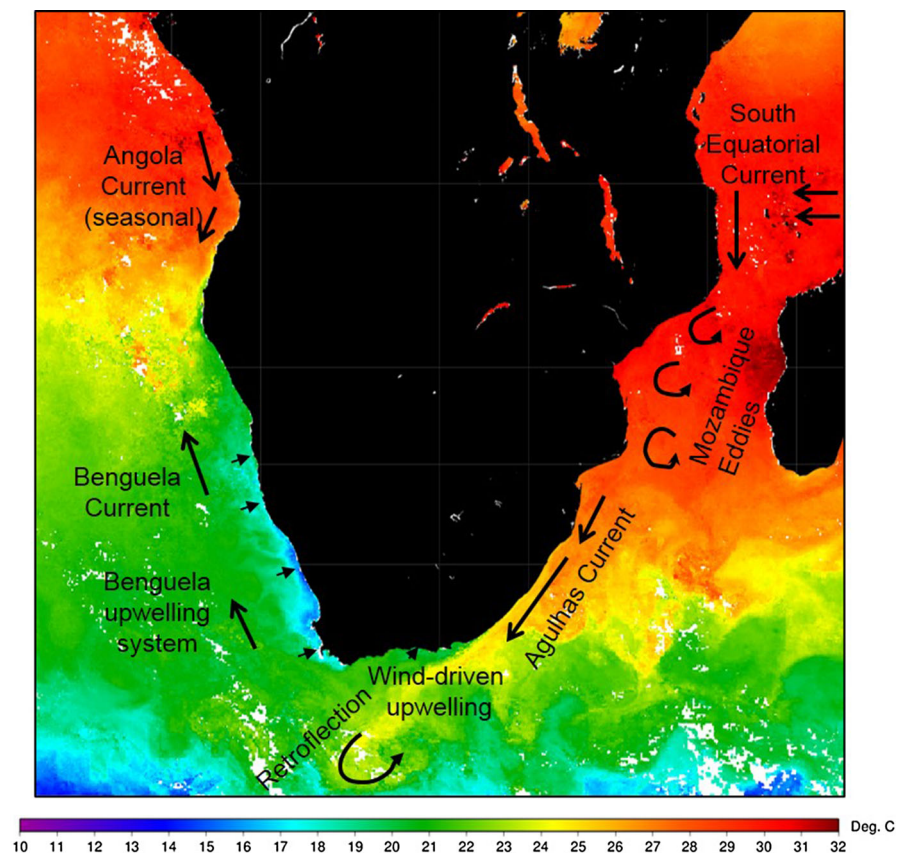 Angola
Current
(seasonal)
South
Equatorial
Current
Mozambique
Eddies
Benguela
Current
Agulhas Current
Benguela
upwelling
system
Wind-driven
upwelling
Retroflection
10 11 12 13 14 15 16 17 18 19 20 21 22 23 24 25 26 27 28 29 30 31 32
Deg. C